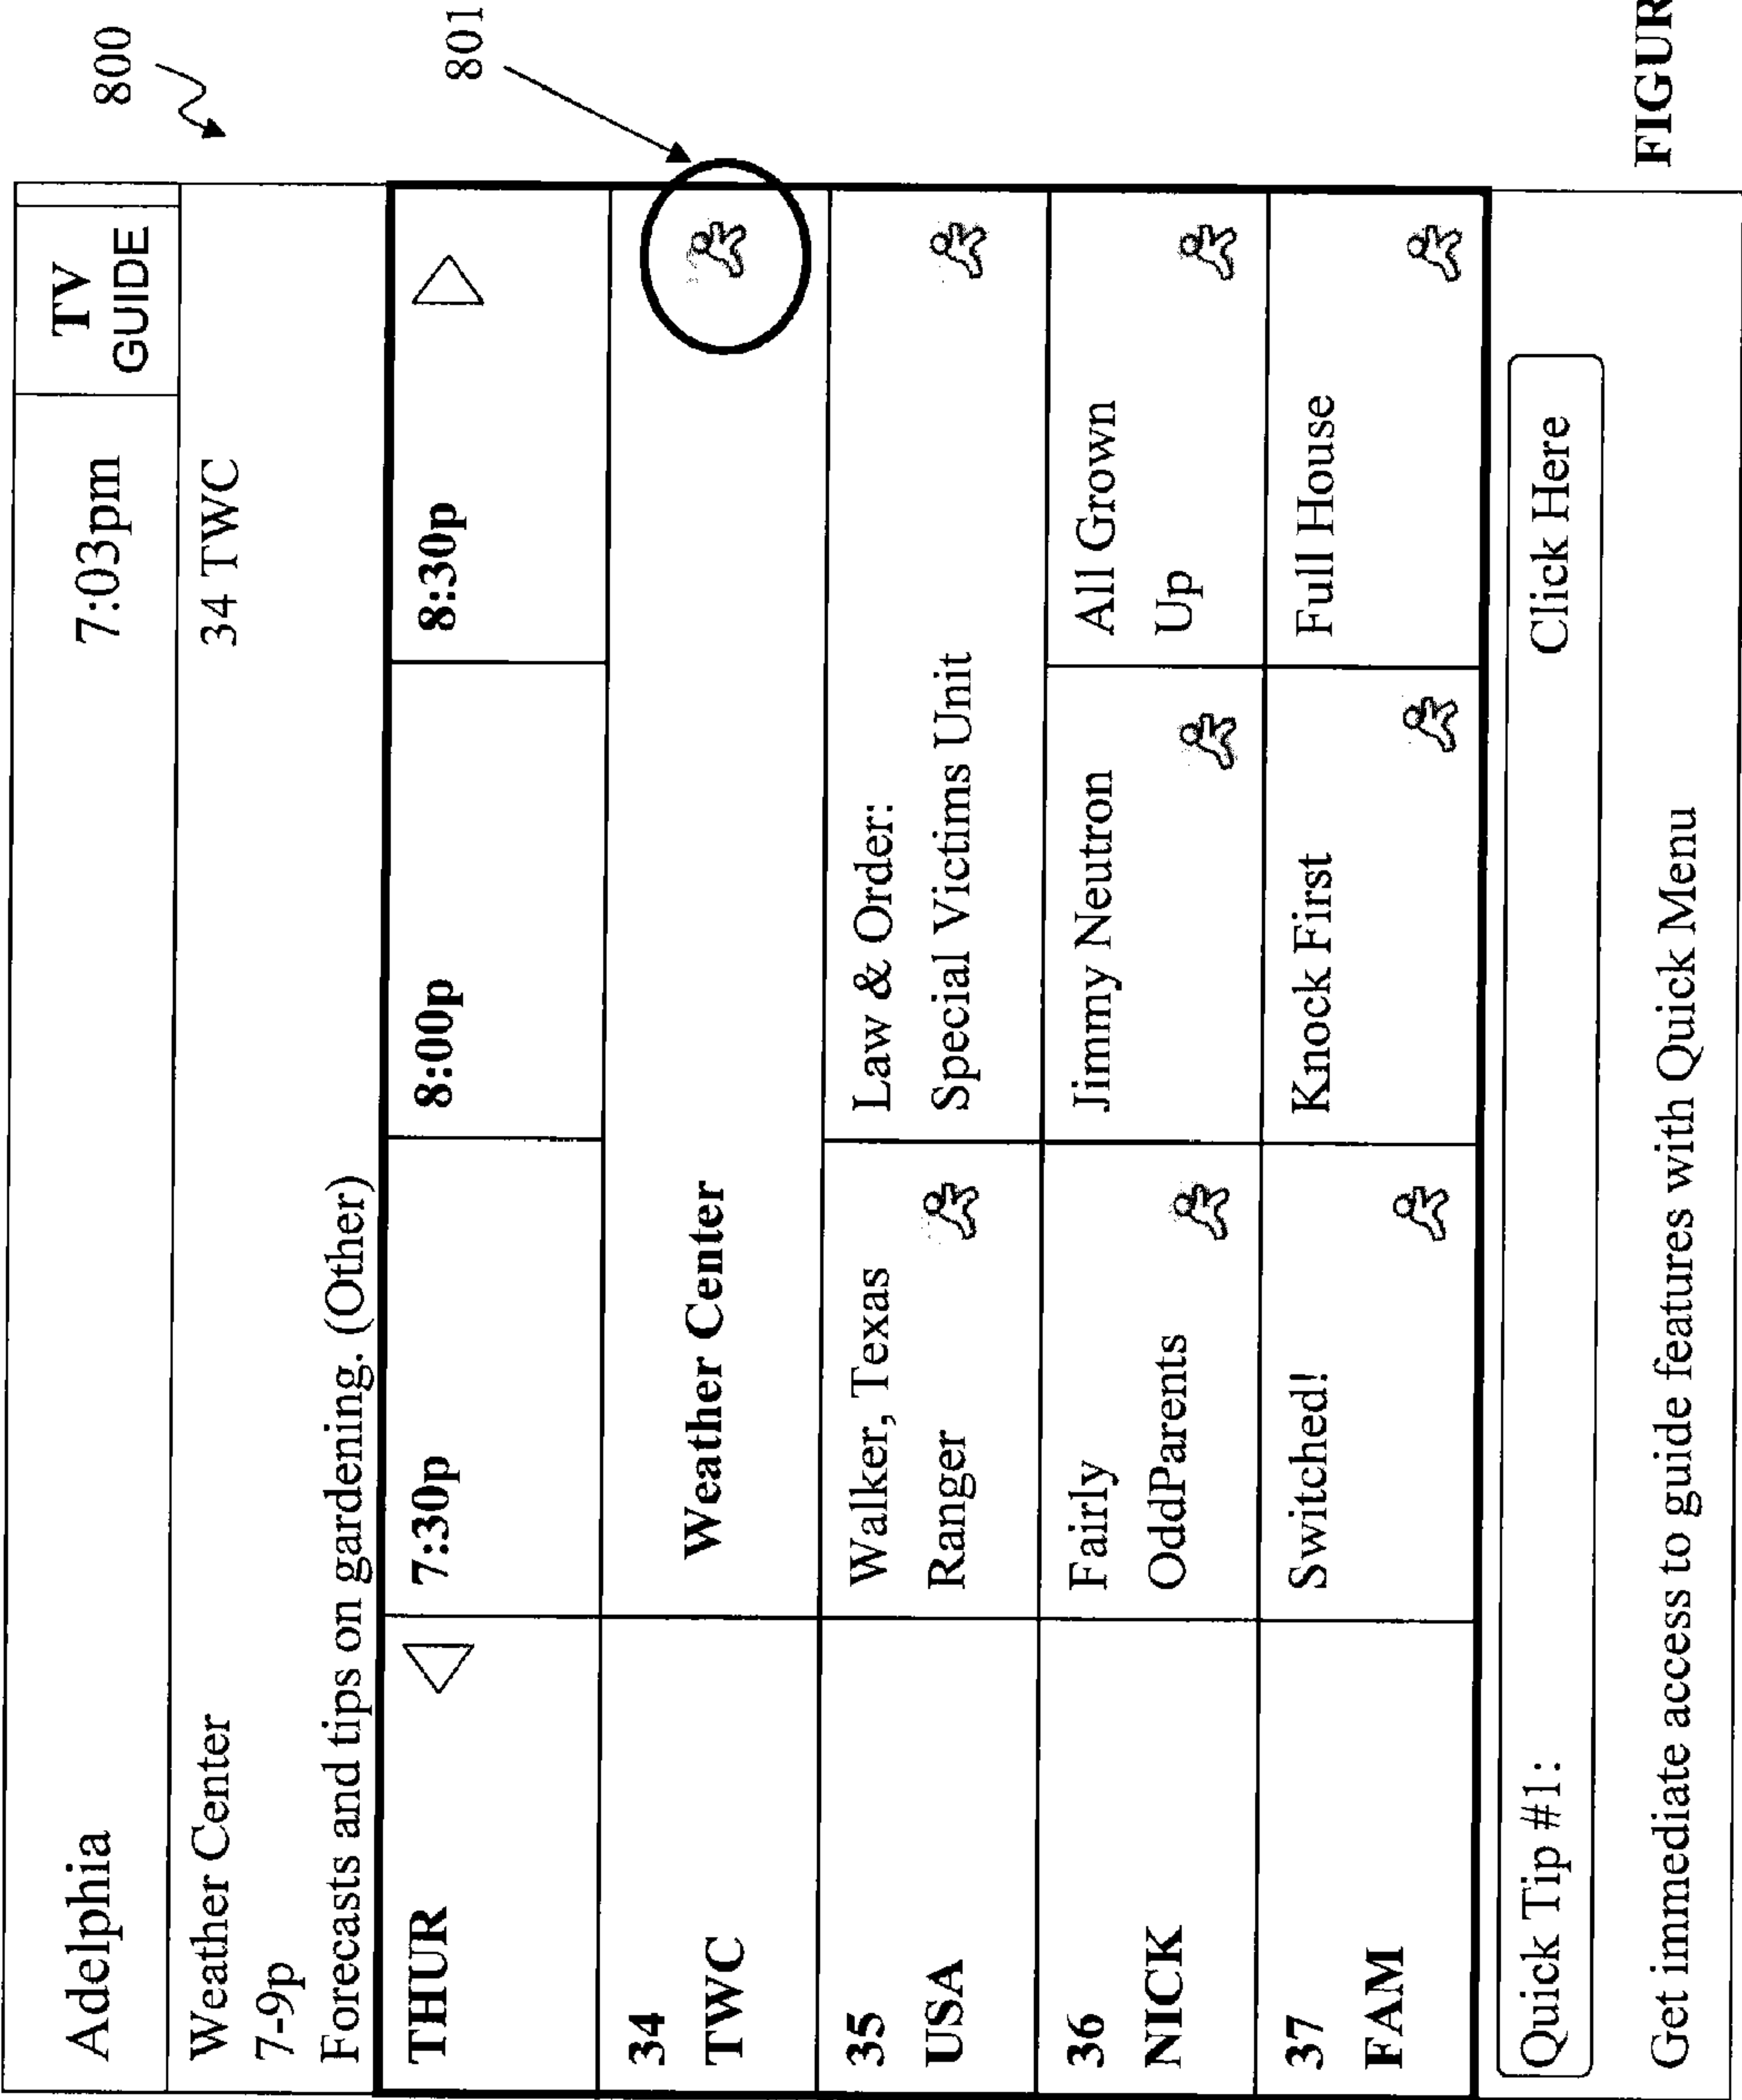 800
801
Adelphia 7:03pm TV
GUIDE
Weather Center 34 TWC
7-9p
Forecasts and tips on gardening. (Other)
THUR 7:30p 8:00p 8:30p
34
TWC Weather Center
35 Walker, Texas Law & Order:
USA Ranger Special Victims Unit
36 Fairly Jimmy Neutron All Grown
NICK OddParents Up
37 Switched! Knock First Full House
FAM
Quick Tip #1: Click Here
Get immediate access to guide features with Quick Menu
FIGUR